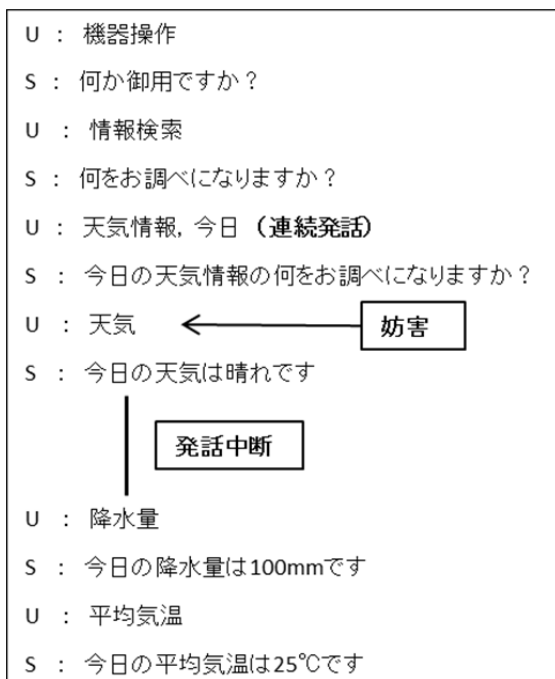 U : 機器操作
S : 何か御用ですか？
U : 情報検索
S : 何をお調べになりますか？
U : 天気情報, 今日 （連続発話）
S : 今日の天気情報の何をお調べになりますか？
U : 天気 妨害
S : 今日の天気は晴れです
発話中断
U : 降水量
S : 今日の降水量は100mmです
U : 平均気温
S : 今日の平均気温は25℃です